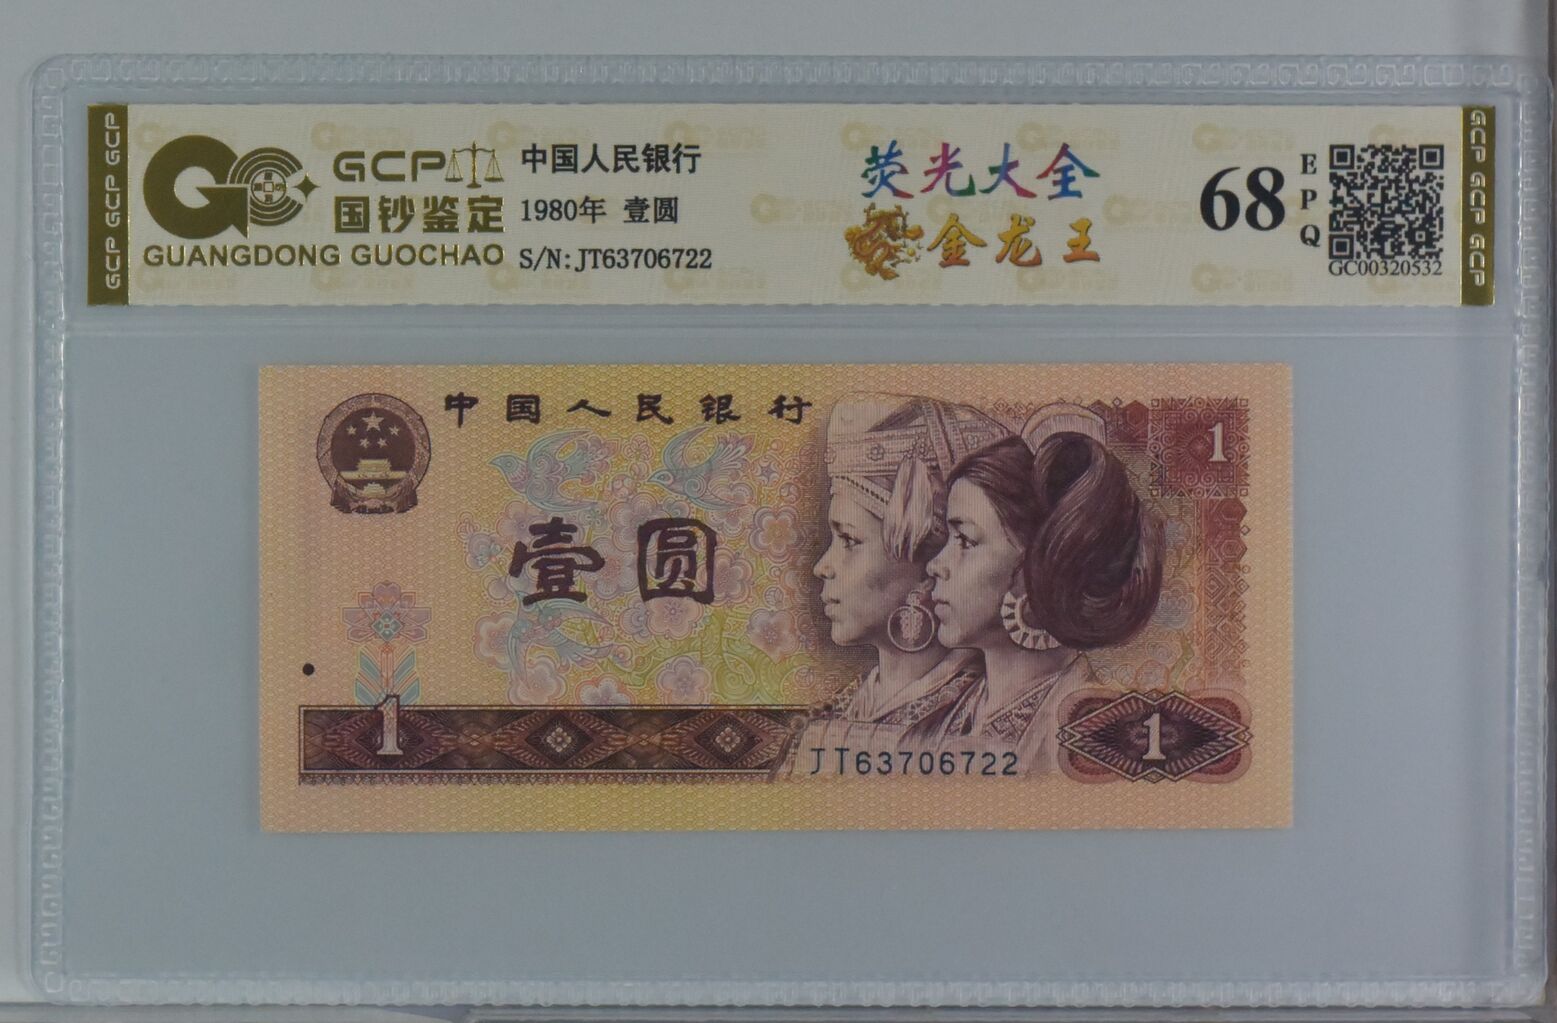 GCP GCP GCP
GCP
国钞鉴定
GUANGDONG GUOCHAO
中国人民银行
1980年 壹圆
S/N:JT63706722
荧光大全
金龙王
68
EPQ
GC00320532
GCP GCP GCP
中国人民银行
1
壹圆
1
JT63706722
1